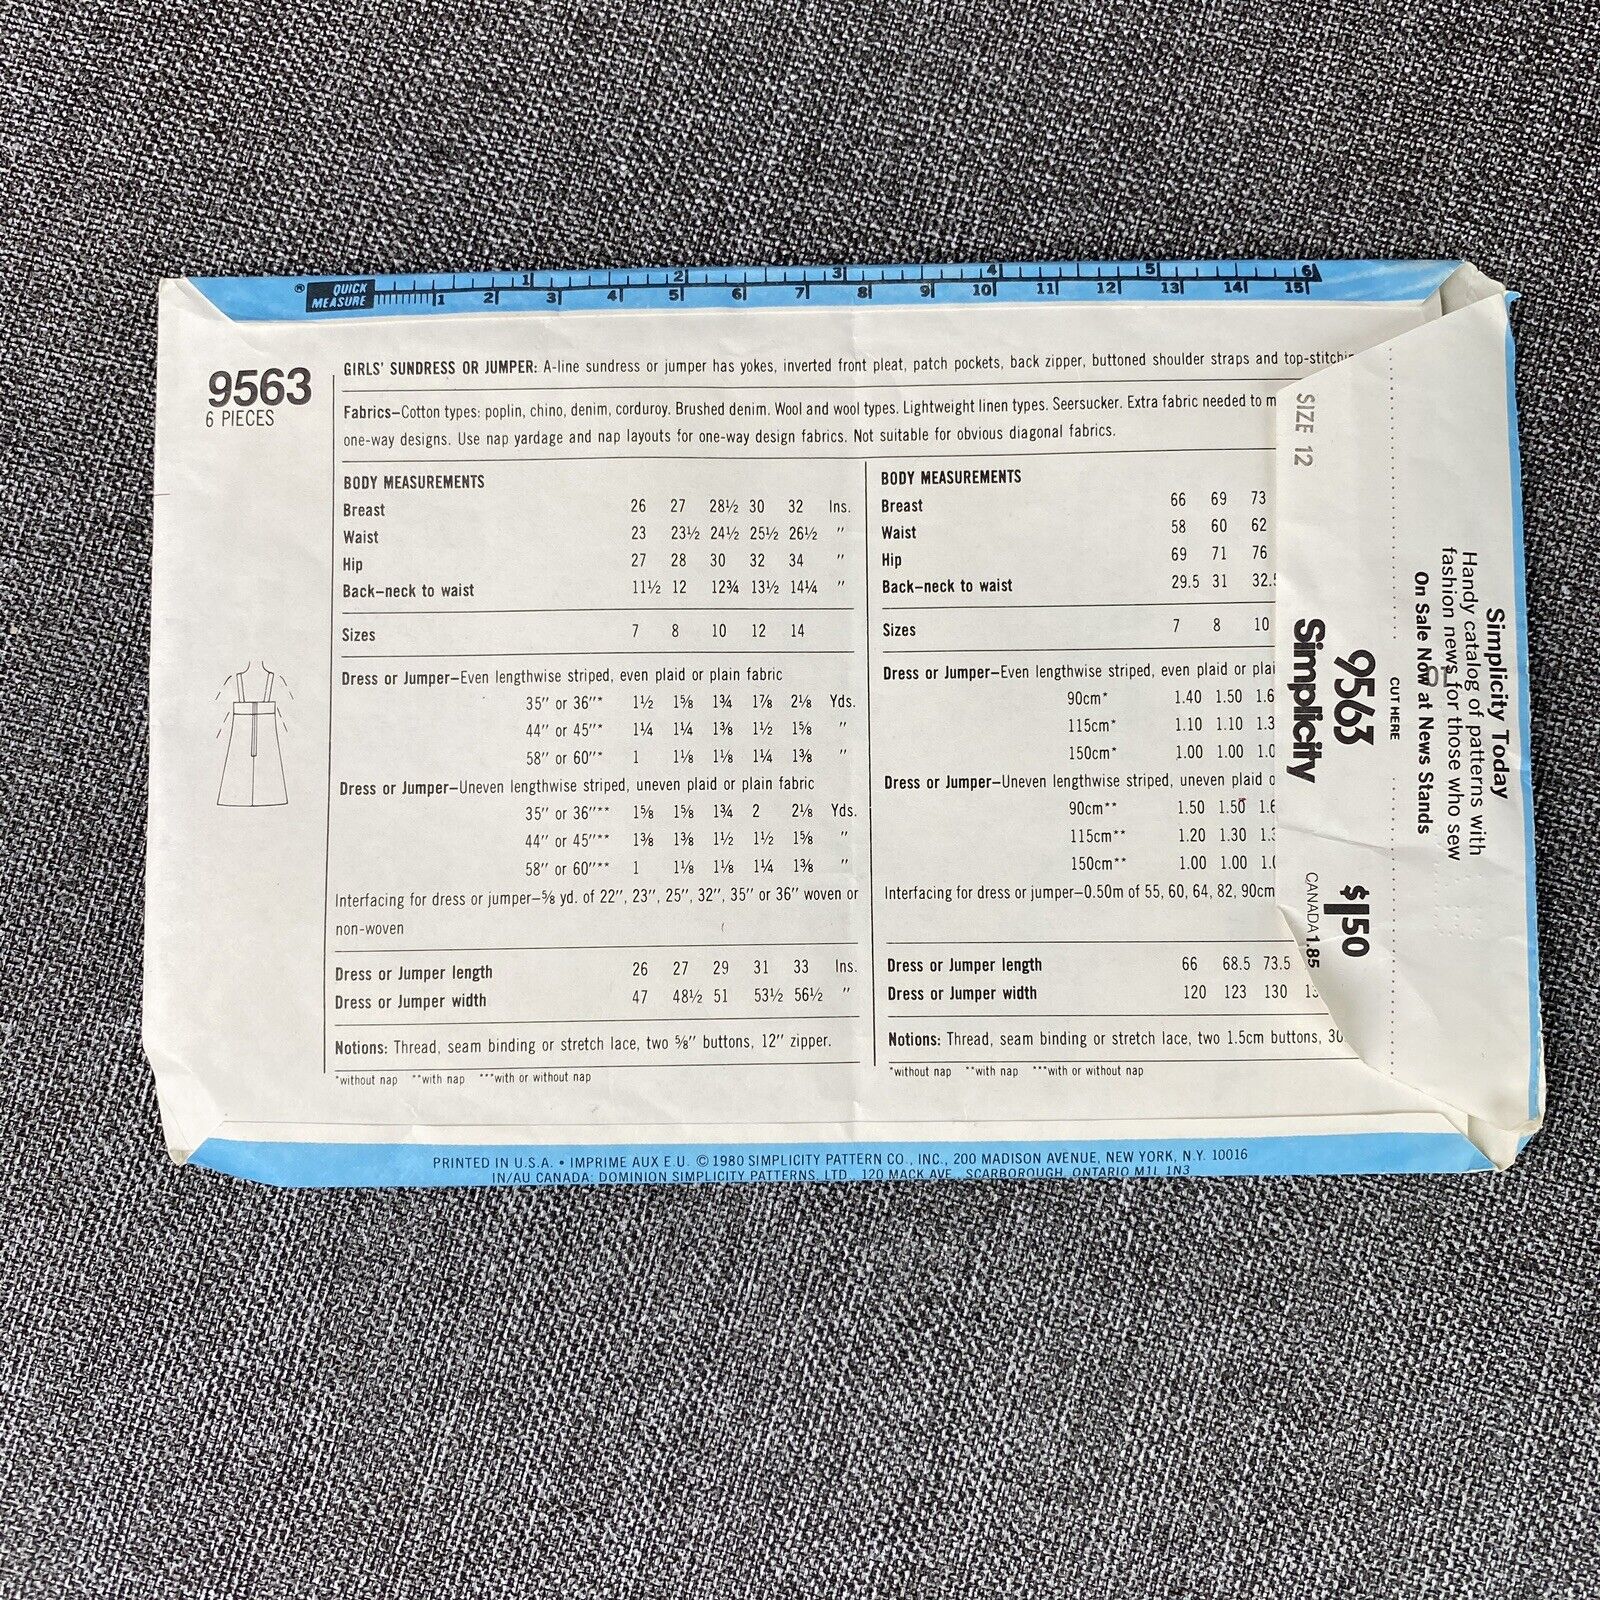 ® QUICK MEASURE
1 2 3 4 5 6
1 2 3 4 5 6 7 8 9 10 11 12 13 14 15
9563
6 PIECES
GIRLS' SUNDRESS OR JUMPER: A-line sundress or jumper has yokes, inverted front pleat, patch pockets, back zipper, buttoned shoulder straps and
Fabrics—Cotton types: poplin, chino, denim, corduroy. Brushed denim. Wool and wool types. Lightweight linen types. Seersucker. Extra fabric needed to
one-way designs. Use nap yardage and nap layouts for one-way design fabrics. Not suitable for obvious diagonal fabrics.
BODY MEASUREMENTS
Breast 26 27 28½ 30 32 Ins.
Waist 23 23½ 24½ 25½ 26½ "
Hip 27 28 30 32 34 "
Back—neck to waist 11½ 12 12¾ 13½ 14¼ "
Sizes 7 8 10 12 14
Dress or Jumper—Even lengthwise striped, even plaid or plain fabric
35" or 36"* 1½ 1⅝ 1¾ 1⅞ 2⅛ Yds.
44" or 45"* 1¼ 1¼ 1⅜ 1½ 1⅝ "
58" or 60"* 1 1⅛ 1⅛ 1¼ 1⅜ "
Dress or Jumper—Uneven lengthwise striped, uneven plaid or plain fabric
35" or 36"** 1⅝ 1⅝ 1¾ 2 2⅛ Yds.
44" or 45"** 1⅜ 1⅜ 1½ 1½ 1⅝ "
58" or 60"** 1 1⅛ 1⅛ 1¼ 1⅜ "
Interfacing for dress or jumper—⅝ yd. of 22", 23", 25", 32", 35" or 36" woven or
non-woven
Dress or Jumper length 26 27 29 31 33 Ins.
Dress or Jumper width 47 48½ 51 53½ 56½ "
Notions: Thread, seam binding or stretch lace, two ⅝" buttons, 12" zipper.
*without nap **with nap ***with or without nap
BODY MEASUREMENTS
Breast 66 69 73
Waist 58 60 62
Hip 69 71 76
Back—neck to waist 29.5 31 32.5
Sizes 7 8 10
Dress or Jumper—Even lengthwise striped, even plaid or
90cm* 1.40 1.50
115cm* 1.10 1.10
150cm* 1.00 1.00
Dress or Jumper—Uneven lengthwise striped, uneven plaid
90cm** 1.50 1.50
115cm** 1.20 1.30
150cm** 1.00 1.00
Interfacing for dress or jumper—0.50m of 55, 60, 64, 82, 90cm
Dress or Jumper length 66 68.5 73.5
Dress or Jumper width 120 123 130
Notions: Thread, seam binding or stretch lace, two 1.5cm buttons,
*without nap **with nap ***with or without nap
SIZE 12
Simplicity
9563
$1.50
CANADA 1.85
CUT HERE
Simplicity Today
Handy catalog of patterns with
fashion news for those who sew
On Sale Now at News Stands
10
PRINTED IN U.S.A. • IMPRIME AUX E.U. © 1980 SIMPLICITY PATTERN CO., INC., 200 MADISON AVENUE, NEW YORK, N.Y. 10016
IN/AU CANADA: DOMINION SIMPLICITY PATTERNS, LTD., 120 MACK AVE., SCARBOROUGH, ONTARIO M1L 1N3